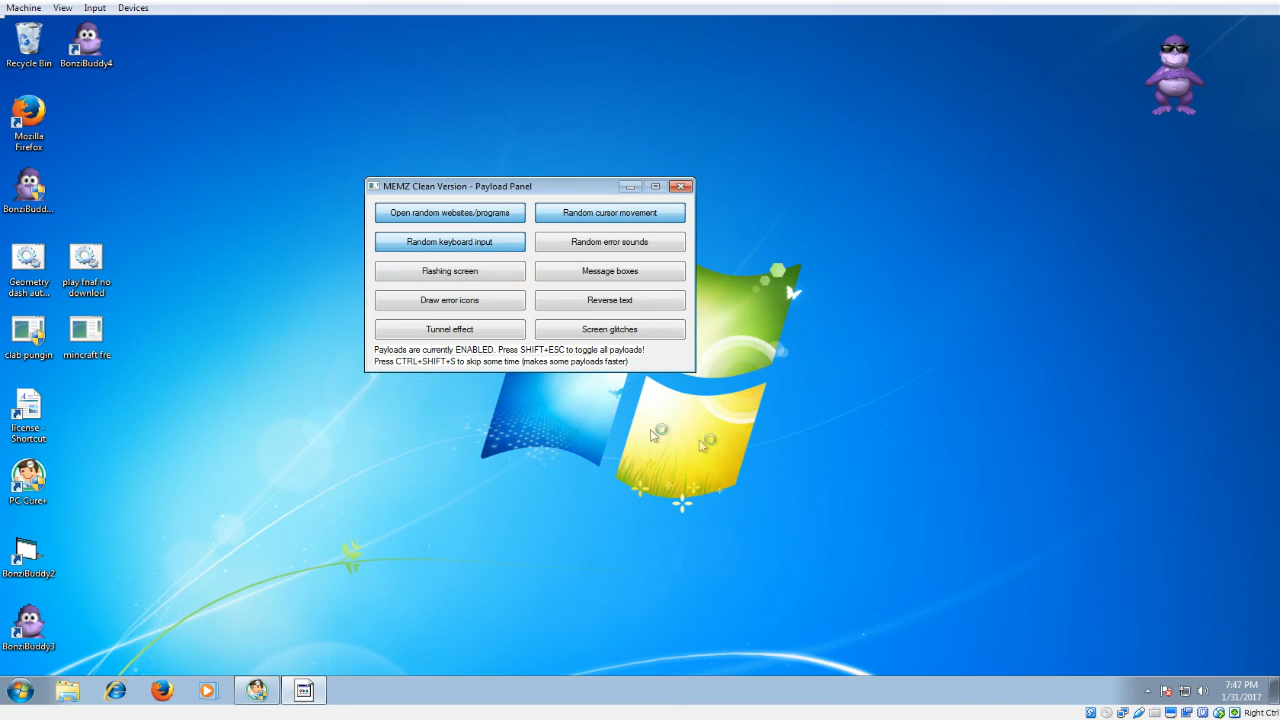 Machine View Input Devices
Recycle Bin
BonziBuddy4
Mozilla
Firefox
BonziBudd...
Geometry
dash aut...
play fnaf no
downlod
clab pungin
mincraft fre
license -
Shortcut
PC Cure+
BonziBuddy2
BonziBuddy3
MEMZ Clean Version - Payload Panel
Open random websites/programs
Random cursor movement
Random keyboard input
Random error sounds
Flashing screen
Message boxes
Draw error icons
Reverse text
Tunnel effect
Screen glitches
Payloads are currently ENABLED. Press SHIFT+ESC to toggle all payloads!
Press CTRL+SHIFT+S to skip some time (makes some payloads faster)
7:47 PM
1/31/2017
Right Ctrl